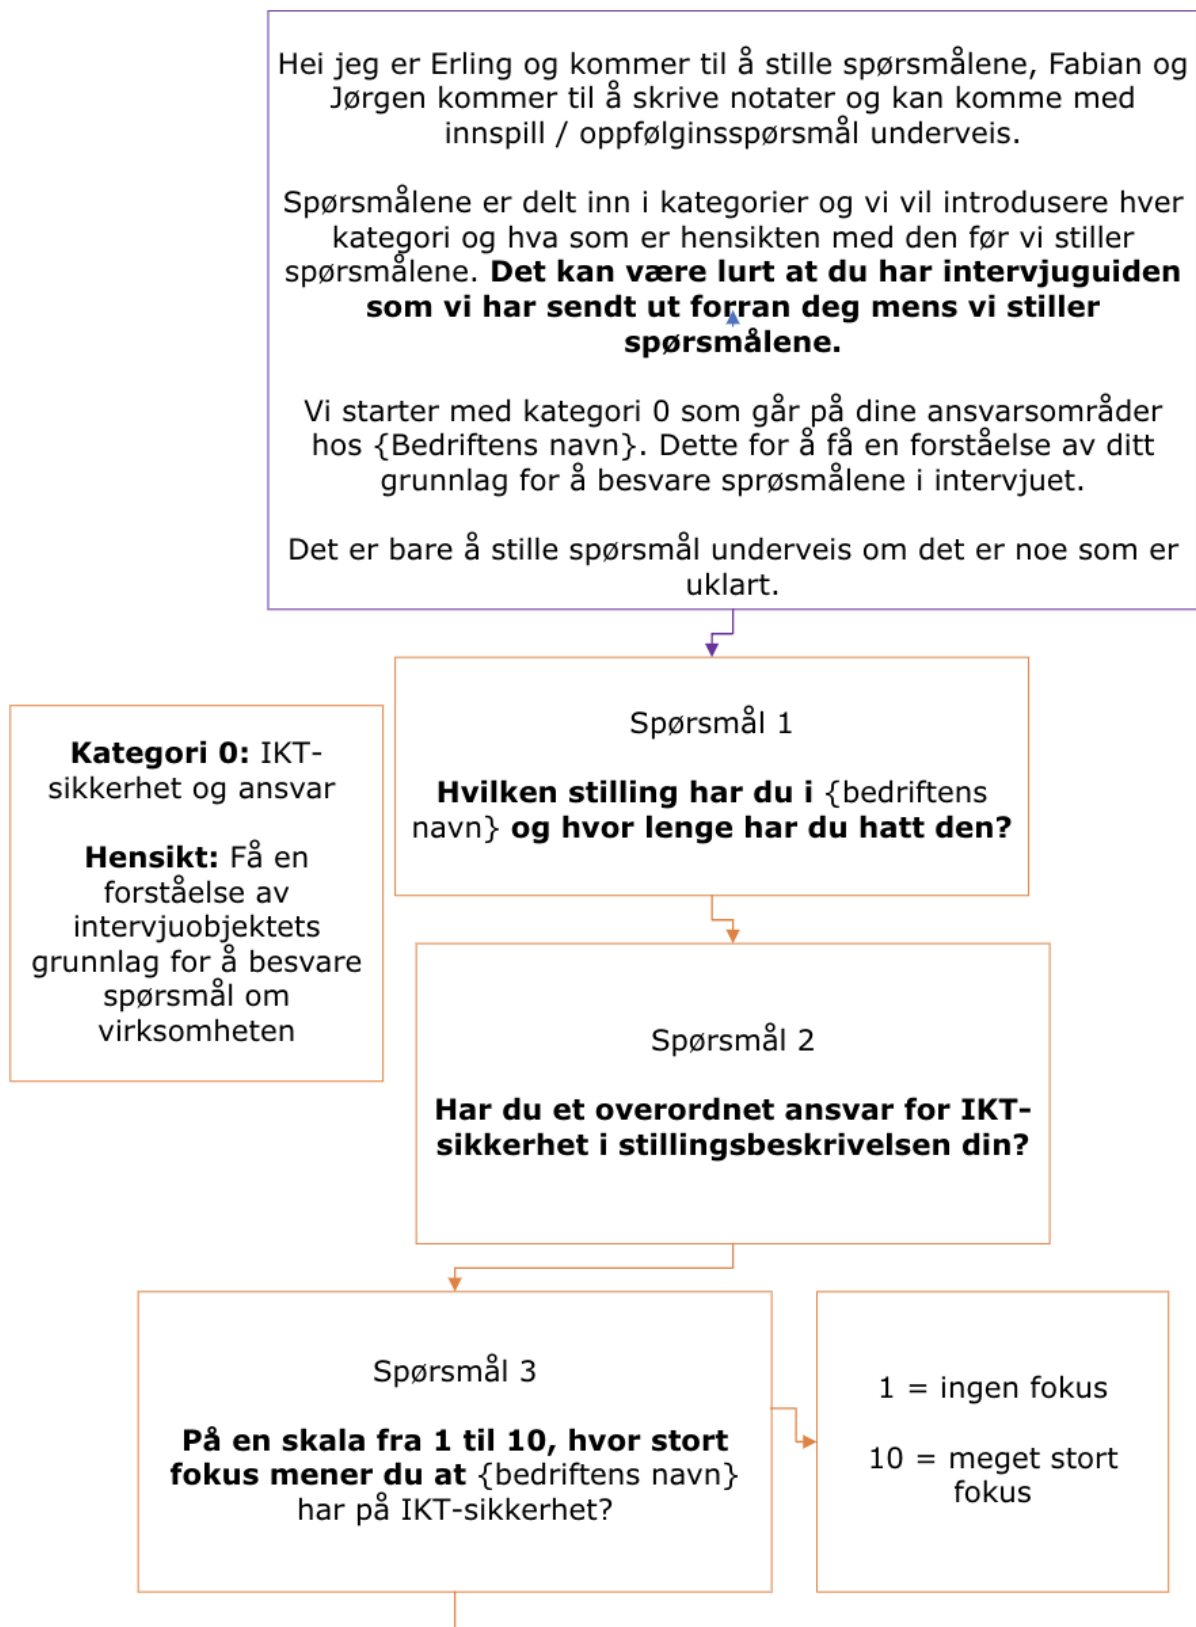 Hei jeg er Erling og kommer til å stille spørsmålene, Fabian og
Jørgen kommer til å skrive notater og kan komme med
innspill / oppfølginsspørsmål underveis.
Spørsmålene er delt inn i kategorier og vi vil introdusere hver
kategori og hva som er hensikten med den før vi stiller
spørsmålene. Det kan være lurt at du har intervjuguiden
som vi har sendt ut forran deg mens vi stiller
spørsmålene.
Vi starter med kategori 0 som går på dine ansvarsområder
hos {Bedriftens navn}. Dette for å få en forståelse av ditt
grunnlag for å besvare sprøsmålene i intervjuet.
Det er bare å stille spørsmål underveis om det er noe som er
uklart.
Kategori 0: IKT-
sikkerhet og ansvar
Hensikt: Få en
forståelse av
intervjuobjektets
grunnlag for å besvare
spørsmål om
virksomheten
Spørsmål 1
Hvilken stilling har du i {bedriftens
navn} og hvor lenge har du hatt den?
Spørsmål 2
Har du et overordnet ansvar for IKT-
sikkerhet i stillingsbeskrivelsen din?
Spørsmål 3
På en skala fra 1 til 10, hvor stort
fokus mener du at {bedriftens navn}
har på IKT-sikkerhet?
1 = ingen fokus
10 = meget stort
fokus